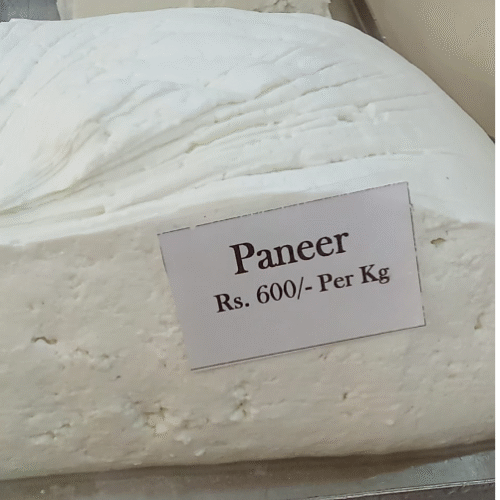 Paneer
Rs. 600/- Per Kg